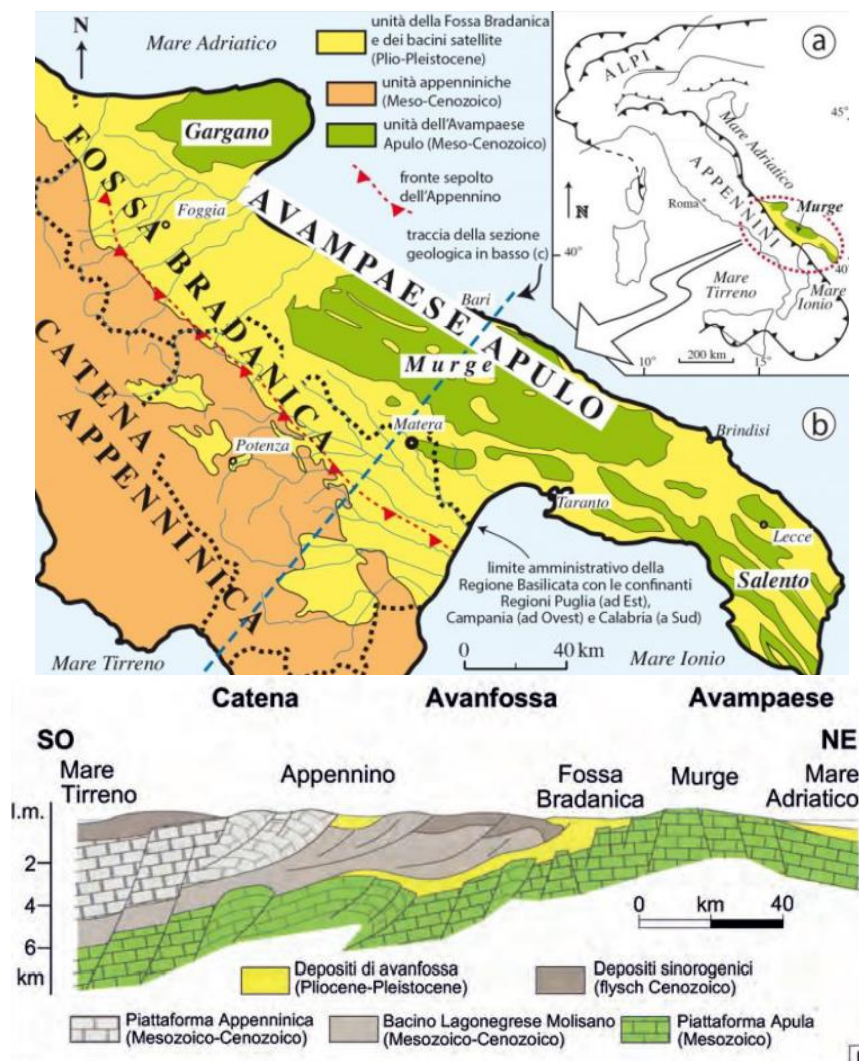 N
Mare Adriatico
unità della Fossa Bradanica
e dei bacini satellite
(Plio-Pleistocene)
unità appenniniche
(Meso-Cenozoico)
unità dell'Avampaese
Apulo (Meso-Cenozoico)
fronte sepolto
dell'Appennino
traccia della sezione
geologica in basso (c)
Gargano
Foggia
FOSSA BRADANICA
AVAMPAESE APULO
CATENA
APPENNINICA
Bari
Murge
Matera
Potenza
Taranto
Brindisi
Lecce
Salento
limite amministrativo della
Regione Basilicata con le confinanti
Regioni Puglia (ad Est),
Campania (ad Ovest) e Calabria (a Sud)
0 40 km
Mare Tirreno
Mare Ionio
b
a
ALPI
45°
Mare Adriatico
APPENNINI
N
Roma
Murge
40°
40°
Mare
Tirreno
Mare
Ionio
10°
200 km
15°
Catena Avanfossa Avampaese
SO NE
Mare
Tirreno
Appennino
Fossa
Bradanica
Murge
Mare
Adriatico
l.m.
2
4
6
km
0 km 40
Depositi di avanfossa
(Pliocene-Pleistocene)
Depositi sinorogenici
(flysch Cenozoico)
Piattaforma Appenninica
(Mesozoico-Cenozoico)
Bacino Lagonegrese Molisano
(Mesozoico-Cenozoico)
Piattaforma Apula
(Mesozoico)